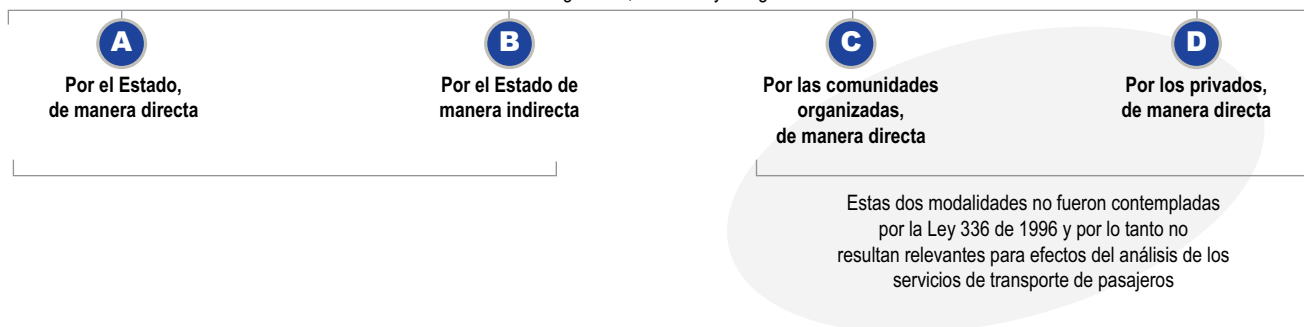 A
B
C
D
Por el Estado,
de manera directa
Por el Estado de
manera indirecta
Por las comunidades
organizadas,
de manera directa
Por los privados,
de manera directa
Estas dos modalidades no fueron contempladas
por la Ley 336 de 1996 y por lo tanto no
resultan relevantes para efectos del análisis de los
servicios de transporte de pasajeros